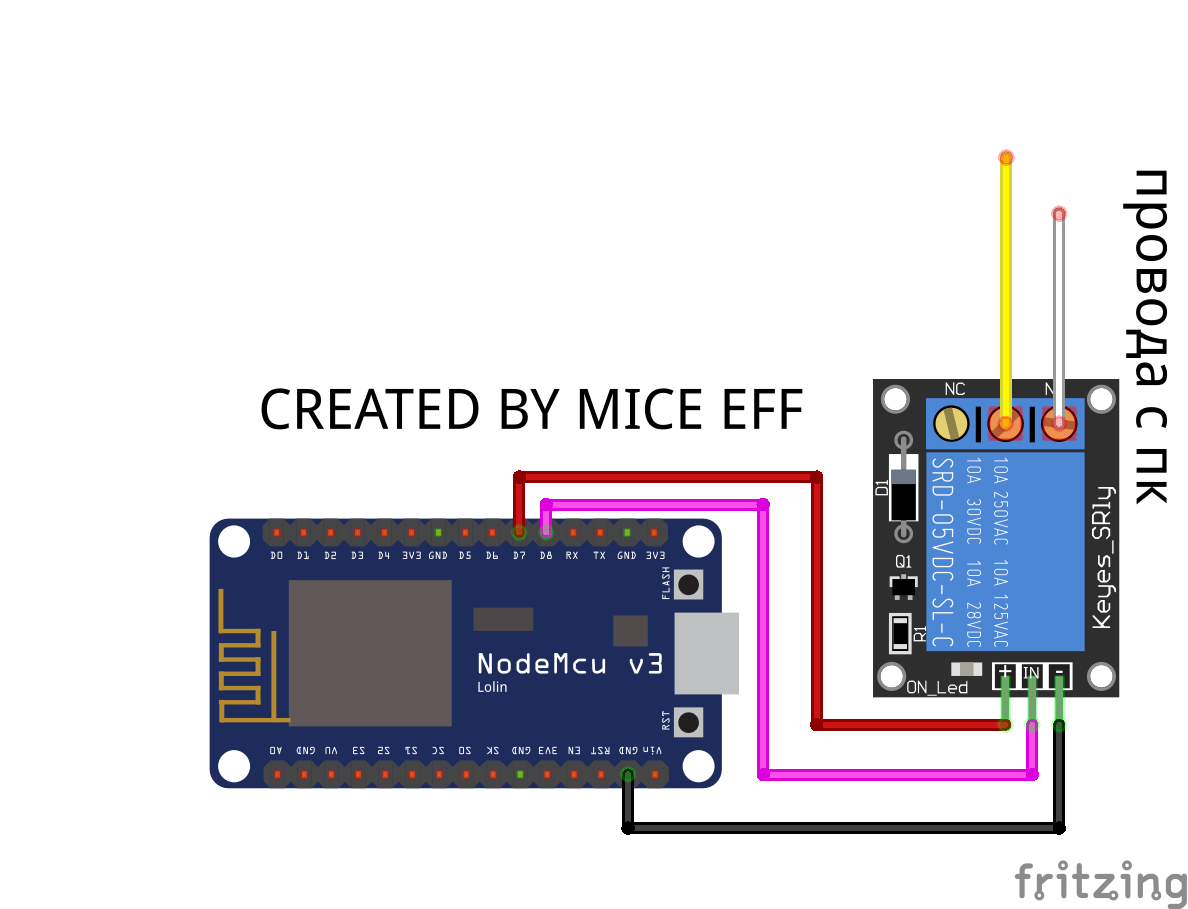 провода с пк
NC
N
CREATED BY MICE EFF
D1
SRD-05VDC-SL-C
10A 30VDC 10A 28VDC
10A 250VAC 10A 125VAC
Keyes_SRly
Q1
R1
ON_Led
+ IN -
D0 D1 D2 D3 D4 3V3 GND D5 D6 D7 D8 RX TX GND 3V3
FLASH
NodeMcu v3
Lolin
RST
A0 GND VU S3 S2 S1 SC SO SK GND 3V3 EN RST GND Vin
fritzing